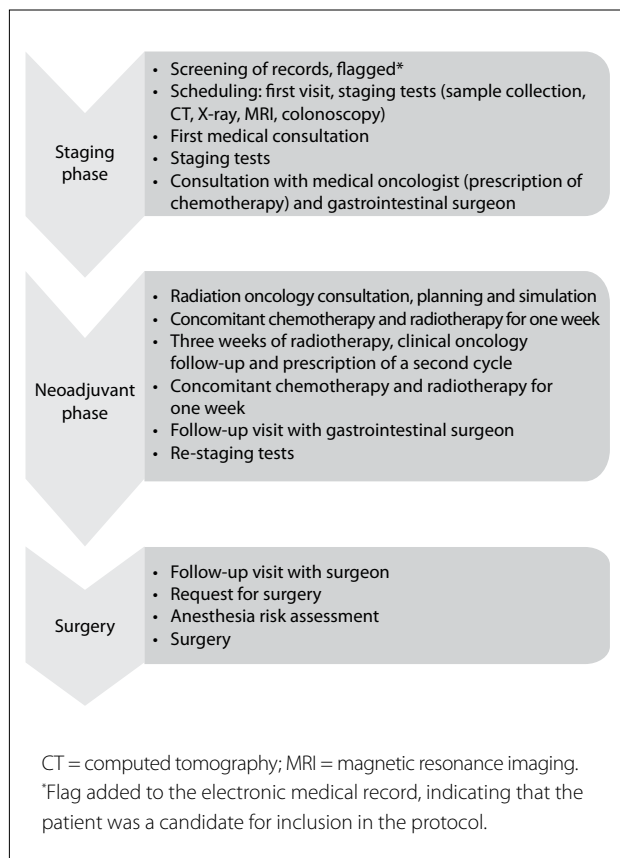 Staging
phase
• Screening of records, flagged*
• Scheduling: first visit, staging tests (sample collection,
CT, X-ray, MRI, colonoscopy)
• First medical consultation
• Staging tests
• Consultation with medical oncologist (prescription of
chemotherapy) and gastrointestinal surgeon
Neoadjuvant
phase
• Radiation oncology consultation, planning and simulation
• Concomitant chemotherapy and radiotherapy for one week
• Three weeks of radiotherapy, clinical oncology
follow-up and prescription of a second cycle
• Concomitant chemotherapy and radiotherapy for
one week
• Follow-up visit with gastrointestinal surgeon
• Re-staging tests
Surgery
• Follow-up visit with surgeon
• Request for surgery
• Anesthesia risk assessment
• Surgery
CT = computed tomography; MRI = magnetic resonance imaging.
*Flag added to the electronic medical record, indicating that the
patient was a candidate for inclusion in the protocol.